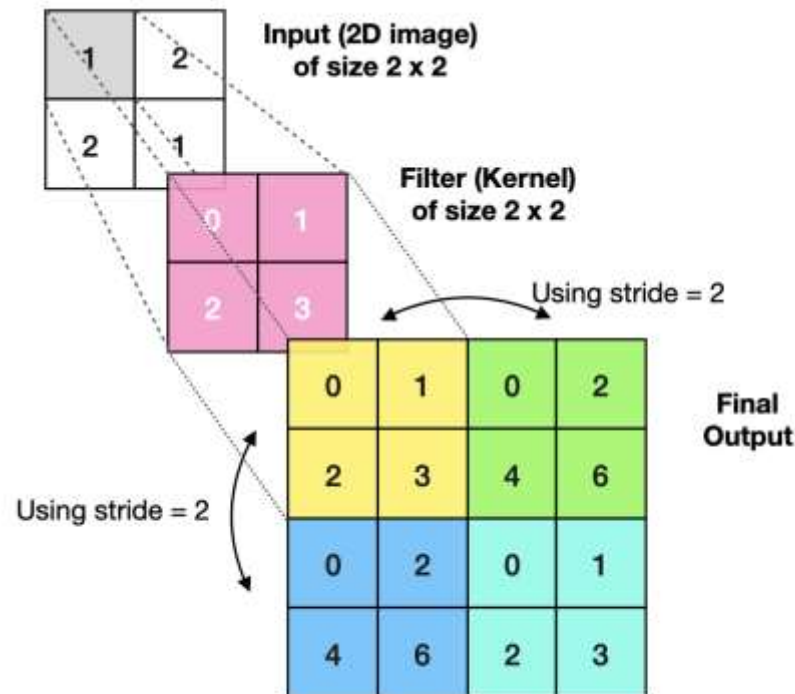 1 2
Input (2D image)
of size 2 x 2
2 1
Filter (Kernel)
of size 2 x 2
0 1
2 3
Using stride = 2
0 1 0 2
Final
Output
2 3 4 6
Using stride = 2
0 2 0 1
4 6 2 3